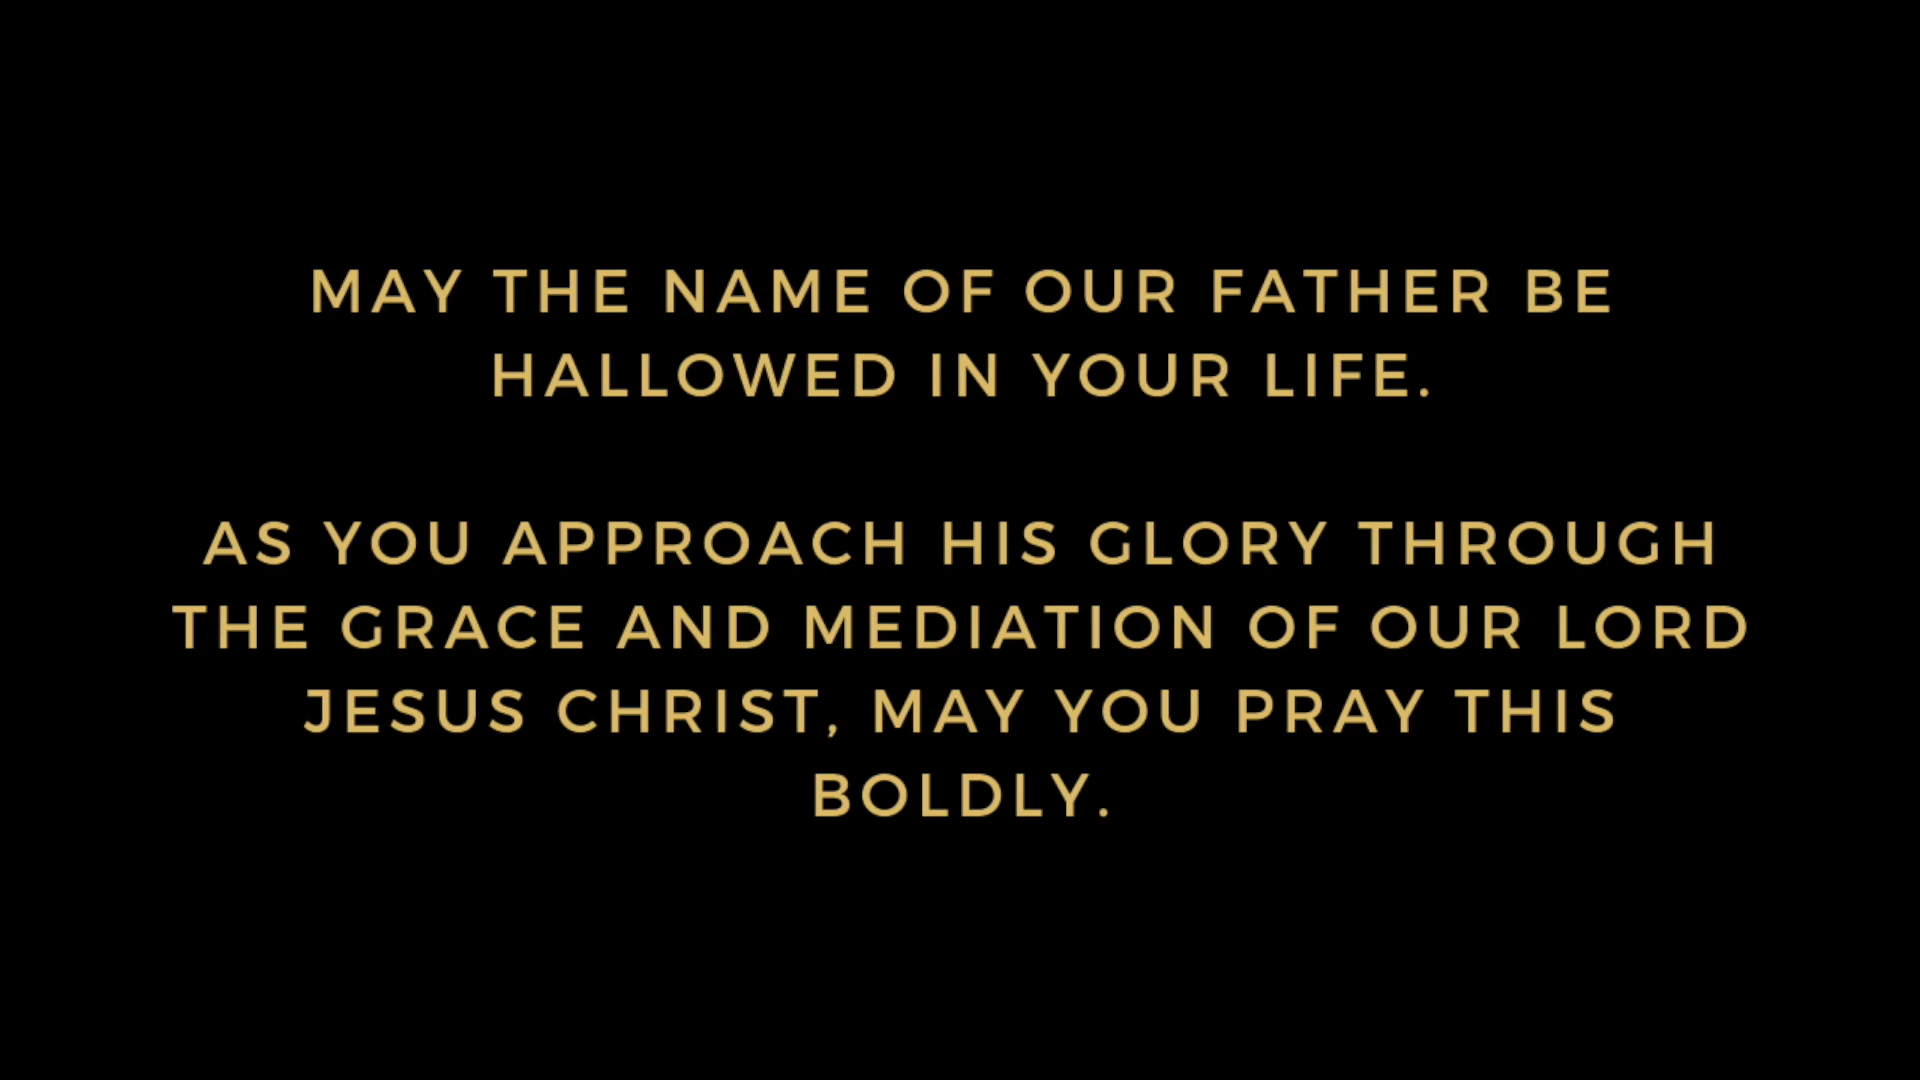 MAY THE NAME OF OUR FATHER BE
HALLOWED IN YOUR LIFE.
AS YOU APPROACH HIS GLORY THROUGH
THE GRACE AND MEDIATION OF OUR LORD
JESUS CHRIST, MAY YOU PRAY THIS
BOLDLY.